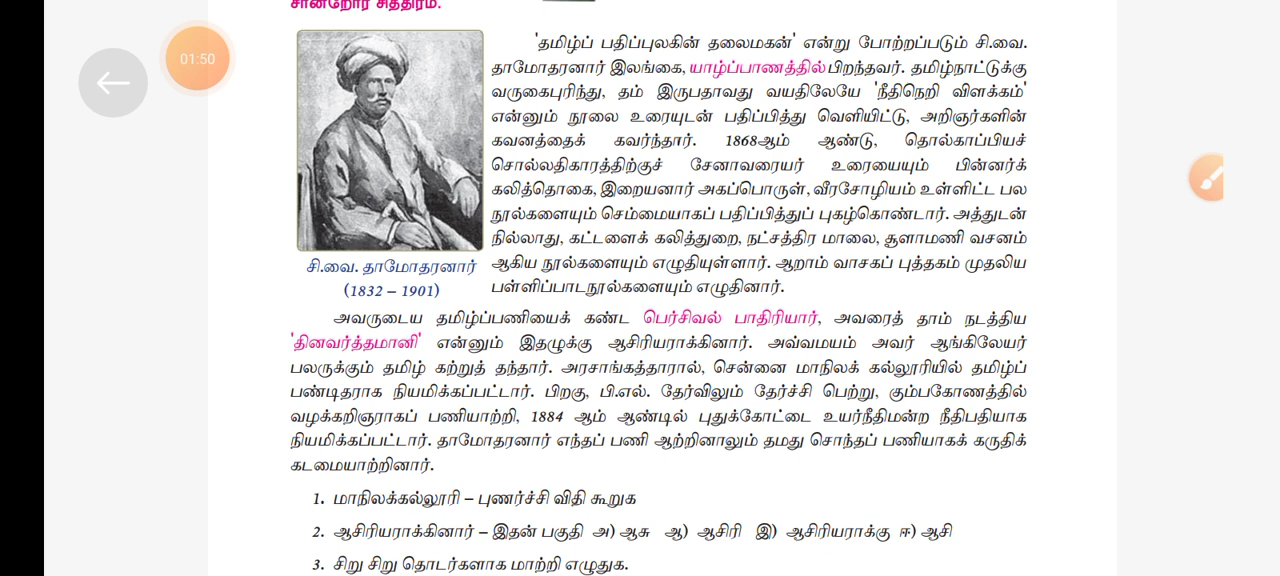 சான்றோர் சித்திரம்.
01:50
'தமிழ்ப் பதிப்புலகின் தலைமகன்' என்று போற்றப்படும் சி.வை.
தாமோதரனார் இலங்கை, யாழ்ப்பாணத்தில் பிறந்தவர். தமிழ்நாட்டுக்கு
வருகைபுரிந்து, தம் இருபதாவது வயதிலேயே 'நீதிநெறி விளக்கம்'
என்னும் நூலை உரையுடன் பதிப்பித்து வெளியிட்டு, அறிஞர்களின்
கவனத்தைக் கவர்ந்தார். 1868ஆம் ஆண்டு, தொல்காப்பியச்
சொல்லதிகாரத்திற்குச் சேனாவரையர் உரையையும் பின்னர்க்
கலித்தொகை, இறையனார் அகப்பொருள், வீரசோழியம் உள்ளிட்ட பல
நூல்களையும் செம்மையாகப் பதிப்பித்துப் புகழ்கொண்டார். அத்துடன்
நில்லாது, கட்டளைக் கலித்துறை, நட்சத்திர மாலை, சூளாமணி வசனம்
ஆகிய நூல்களையும் எழுதியுள்ளார். ஆறாம் வாசகப் புத்தகம் முதலிய
பள்ளிப்பாடநூல்களையும் எழுதினார்.
சி.வை. தாமோதரனார்
(1832 – 1901)
அவருடைய தமிழ்ப்பணியைக் கண்ட பெர்சிவல் பாதிரியார், அவரைத் தாம் நடத்திய
'தினவர்த்தமானி' என்னும் இதழுக்கு ஆசிரியராக்கினார். அவ்வமயம் அவர் ஆங்கிலேயர்
பலருக்கும் தமிழ் கற்றுத் தந்தார். அரசாங்கத்தாரால், சென்னை மாநிலக் கல்லூரியில் தமிழ்ப்
பண்டிதராக நியமிக்கப்பட்டார். பிறகு, பி.எல். தேர்விலும் தேர்ச்சி பெற்று, கும்பகோணத்தில்
வழக்கறிஞராகப் பணியாற்றி, 1884 ஆம் ஆண்டில் புதுக்கோட்டை உயர்நீதிமன்ற நீதிபதியாக
நியமிக்கப்பட்டார். தாமோதரனார் எந்தப் பணி ஆற்றினாலும் தமது சொந்தப் பணியாகக் கருதிக்
கடமையாற்றினார்.
1. மாநிலக்கல்லூரி – புணர்ச்சி விதி கூறுக
2. ஆசிரியராக்கினார் – இதன் பகுதி அ) ஆசு ஆ) ஆசிரி இ) ஆசிரியராக்கு ஈ) ஆசி
3. சிறு சிறு தொடர்களாக மாற்றி எழுதுக.